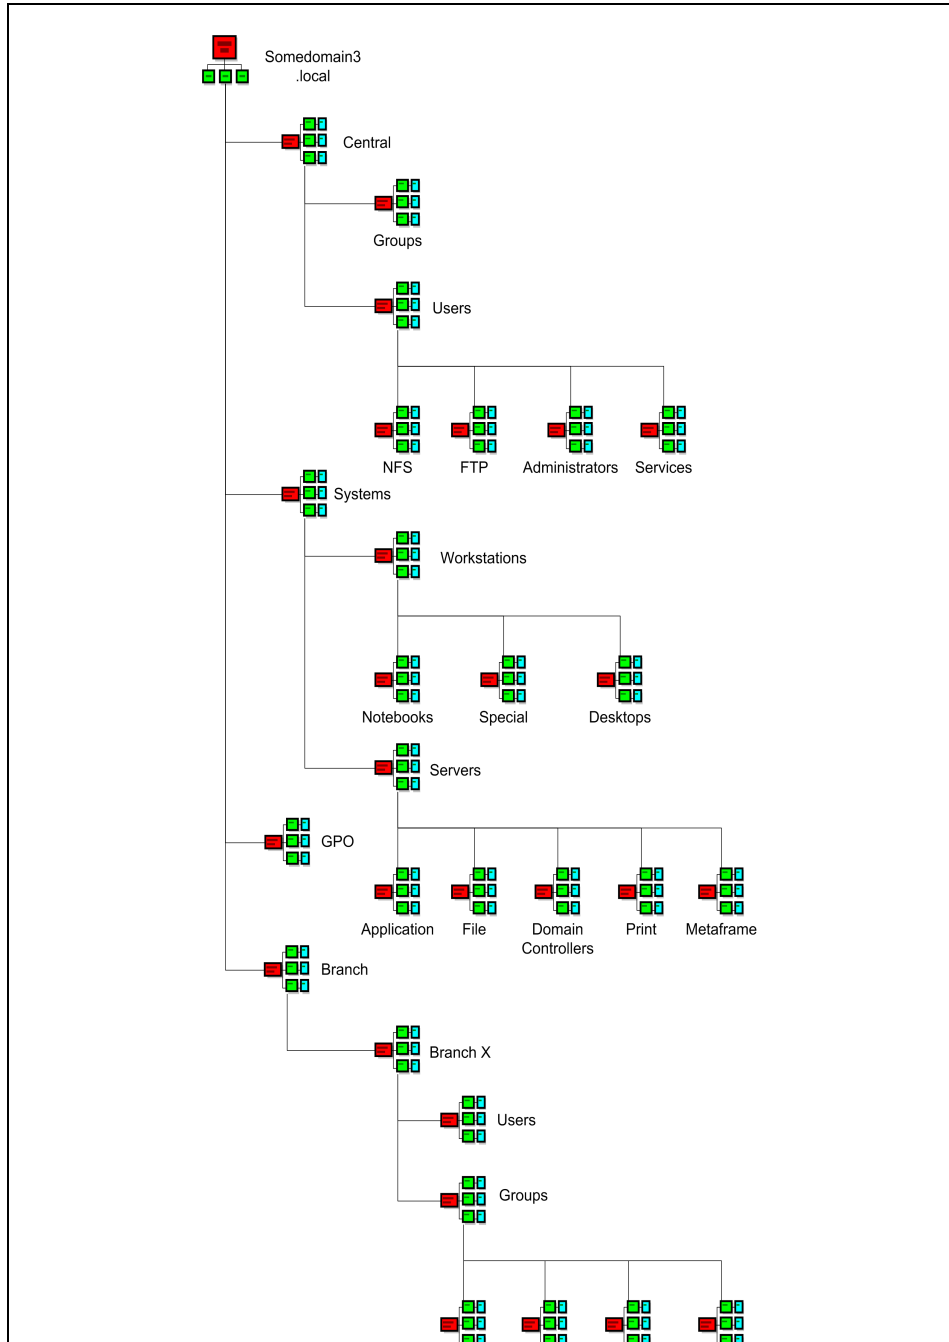 Somedomain3
.local
Central
Groups
Users
NFS
FTP
Administrators
Services
Systems
Workstations
Notebooks
Special
Desktops
Servers
GPO
Application
File
Domain
Controllers
Print
Metaframe
Branch
Branch X
Users
Groups